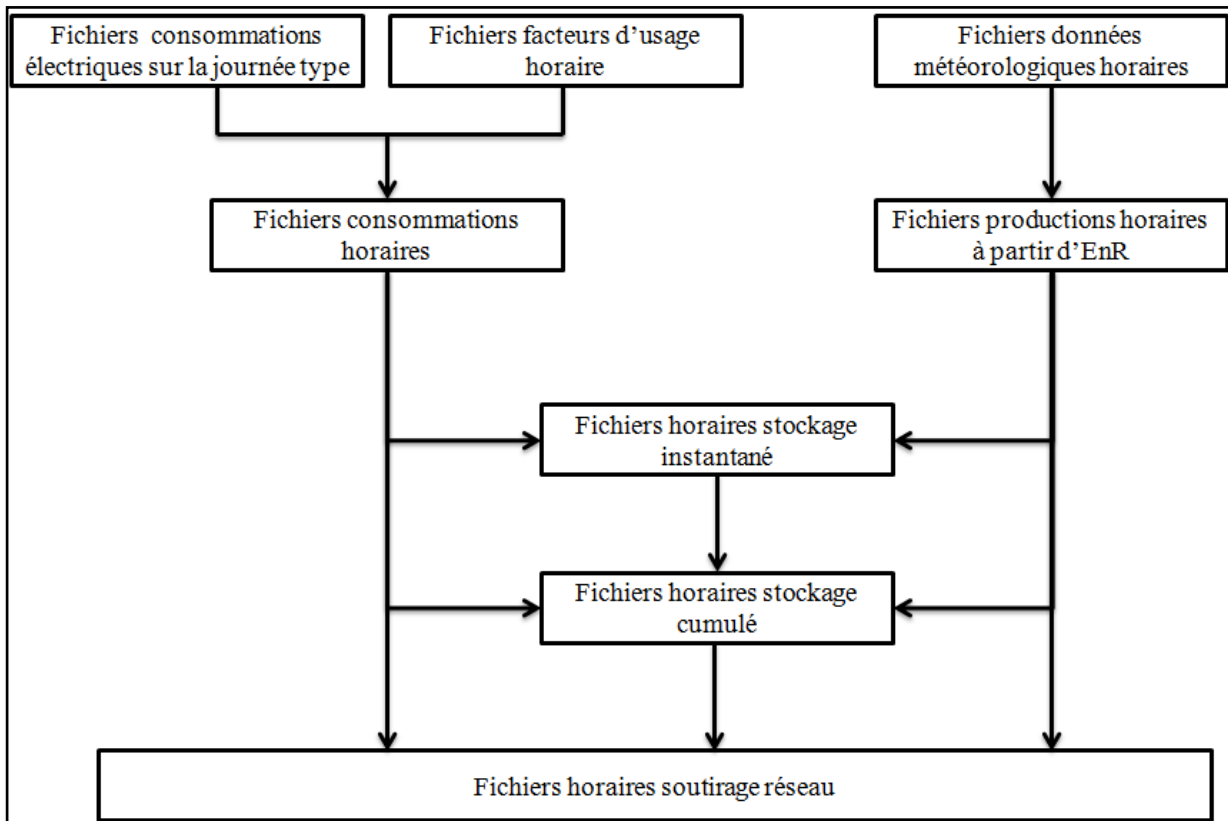 Fichiers consommations
électriques sur la journée type
Fichiers facteurs d’usage
horaire
Fichiers données
météorologiques horaires
Fichiers consommations
horaires
Fichiers productions horaires
à partir d’EnR
Fichiers horaires stockage
instantané
Fichiers horaires stockage
cumulé
Fichiers horaires soutirage réseau